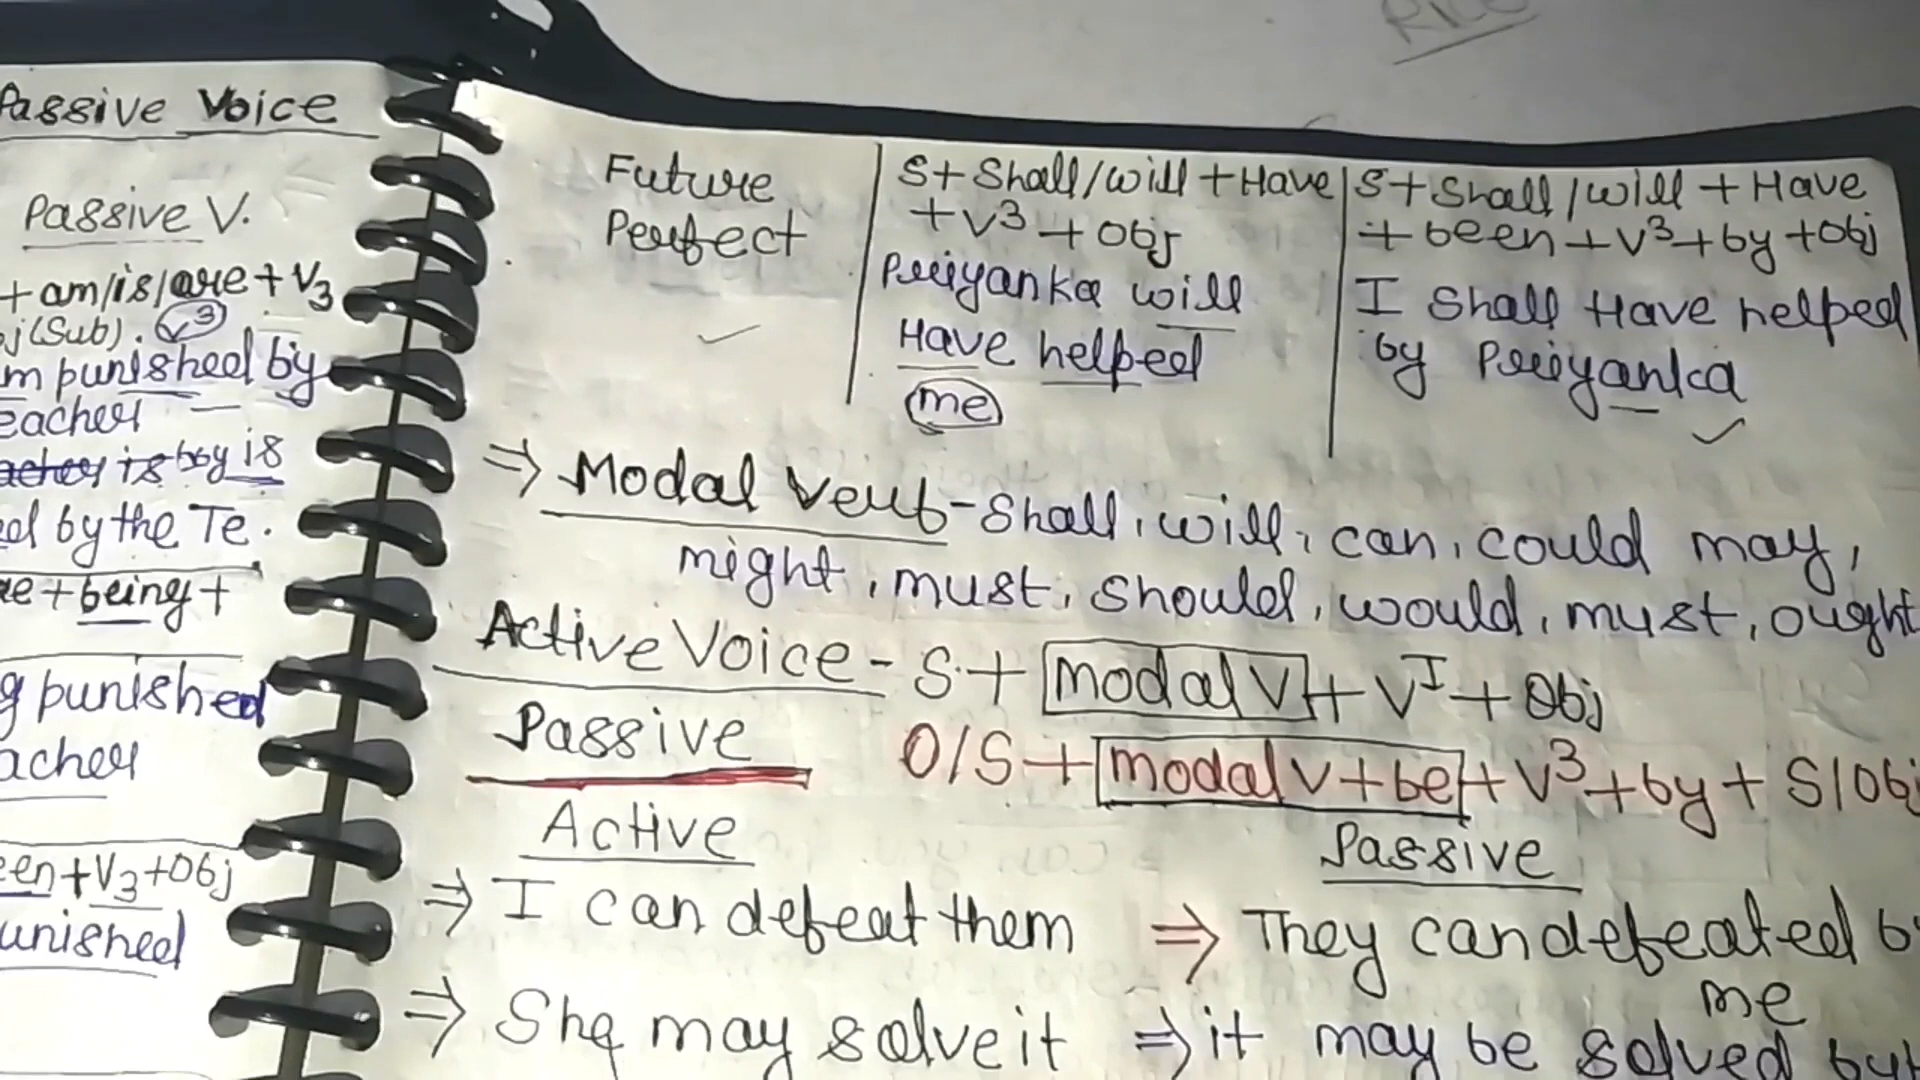 Rice
Passive Voice
Passive V.
+ am/is/are + V3
j (Sub). V3
m punished by
eacher
is boy is
ed by the Te.
+ being +
g punished
acher
een + V3 + Obj
unished
Future
Perfect
S + Shall/will + Have
+ V3 + Obj
Priyanka will
Have helped
me
S + Shall/will + Have
+ been + V3 + by + Obj
I Shall Have helped
by Priyanka
⇒ Modal Verb - Shall, will, can, could may,
might, must, should, would, must, ought
Active Voice - S + modal V + V I + Obj
Passive O/S + modal V + be + V3 + by + S/Obj
Active Passive
⇒ I can defeat them ⇒ They can defeated b
me
⇒ She may solve it ⇒ it may be solved by